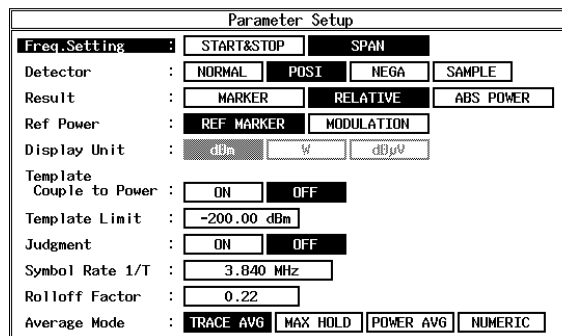 Parameter Setup
Freq.Setting : START&STOP SPAN
Detector : NORMAL POSI NEGA SAMPLE
Result : MARKER RELATIVE ABS POWER
Ref Power : REF MARKER MODULATION
Display Unit : dBm W dBµV
Template
Couple to Power : ON OFF
Template Limit : -200.00 dBm
Judgment : ON OFF
Symbol Rate 1/T : 3.840 MHz
Rolloff Factor : 0.22
Average Mode : TRACE AVG MAX HOLD POWER AVG NUMERIC